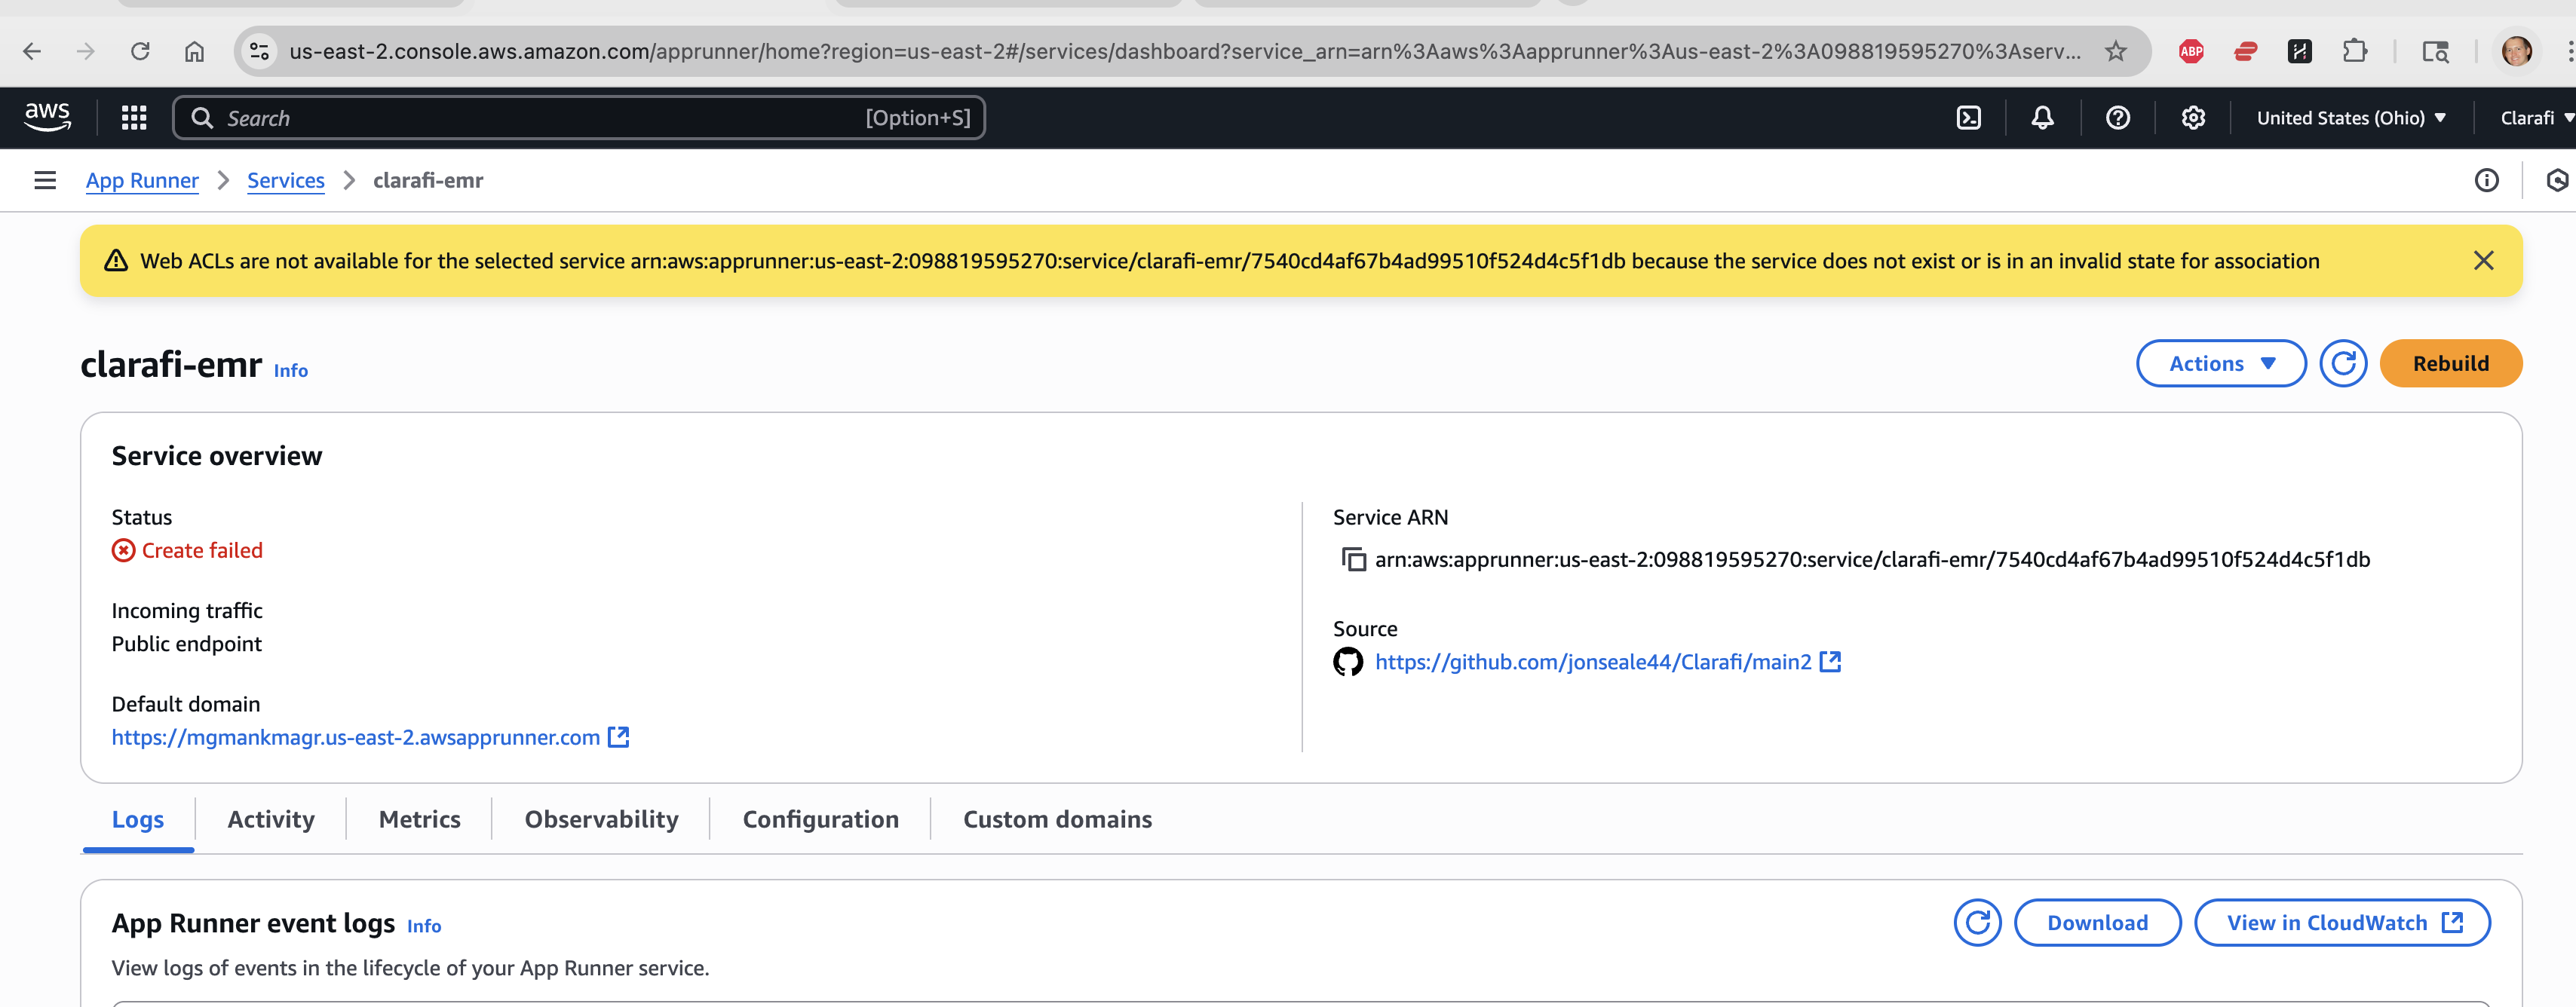 us-east-2.console.aws.amazon.com/apprunner/home?region=us-east-2#/services/dashboard?service_arn=arn%3Aaws%3Aapprunner%3Aus-east-2%3A098819595270%3Aserv...
ABP
aws
Search
[Option+S]
United States (Ohio)
Clarafi
App Runner
Services
clarafi-emr
Web ACLs are not available for the selected service arn:aws:apprunner:us-east-2:098819595270:service/clarafi-emr/7540cd4af67b4ad99510f524d4c5f1db because the service does not exist or is in an invalid state for association
clarafi-emr Info
Actions
Rebuild
Service overview
Status
Create failed
Incoming traffic
Public endpoint
Default domain
https://mgmankmagr.us-east-2.awsapprunner.com
Service ARN
arn:aws:apprunner:us-east-2:098819595270:service/clarafi-emr/7540cd4af67b4ad99510f524d4c5f1db
Source
https://github.com/jonseale44/Clarafi/main2
Logs
Activity
Metrics
Observability
Configuration
Custom domains
App Runner event logs Info
Download
View in CloudWatch
View logs of events in the lifecycle of your App Runner service.